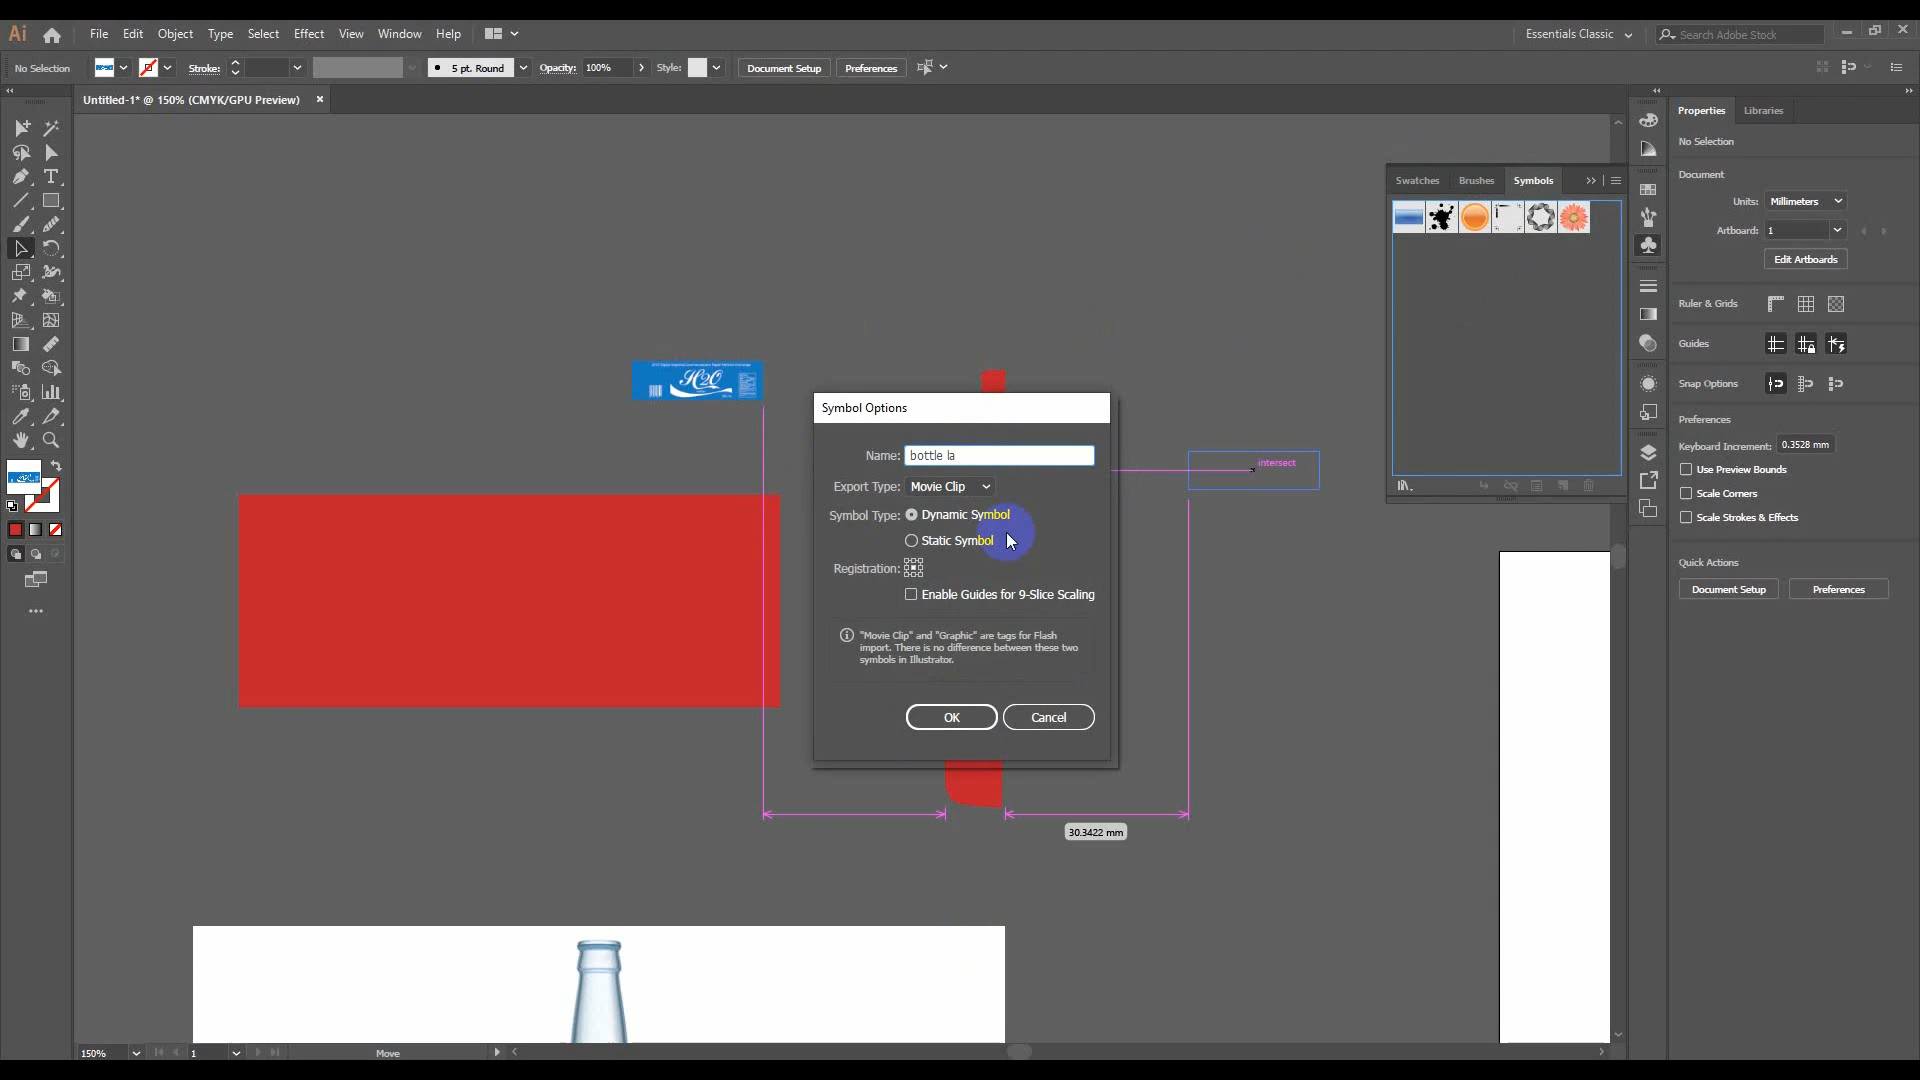 Ai File Edit Object Type Select Effect View Window Help Essentials Classic Search Adobe Stock
No Selection Stroke: 5 pt. Round Opacity: 100% Style: Document Setup Preferences
Untitled-1* @ 150% (CMYK/GPU Preview)
Properties Libraries
No Selection
Document
Units: Millimeters
Artboard: 1
Edit Artboards
Ruler & Grids
Guides
Snap Options
Preferences
Keyboard Increment: 0.3528 mm
Use Preview Bounds
Scale Corners
Scale Strokes & Effects
Quick Actions
Document Setup Preferences
Swatches Brushes Symbols
H2O
intersect
Symbol Options
Name: bottle la
Export Type: Movie Clip
Symbol Type: Dynamic Symbol
Static Symbol
Registration:
Enable Guides for 9-Slice Scaling
"Movie Clip" and "Graphic" are tags for Flash
import. There is no difference between these two
symbols in Illustrator.
OK Cancel
30.3422 mm
150% 1 Move